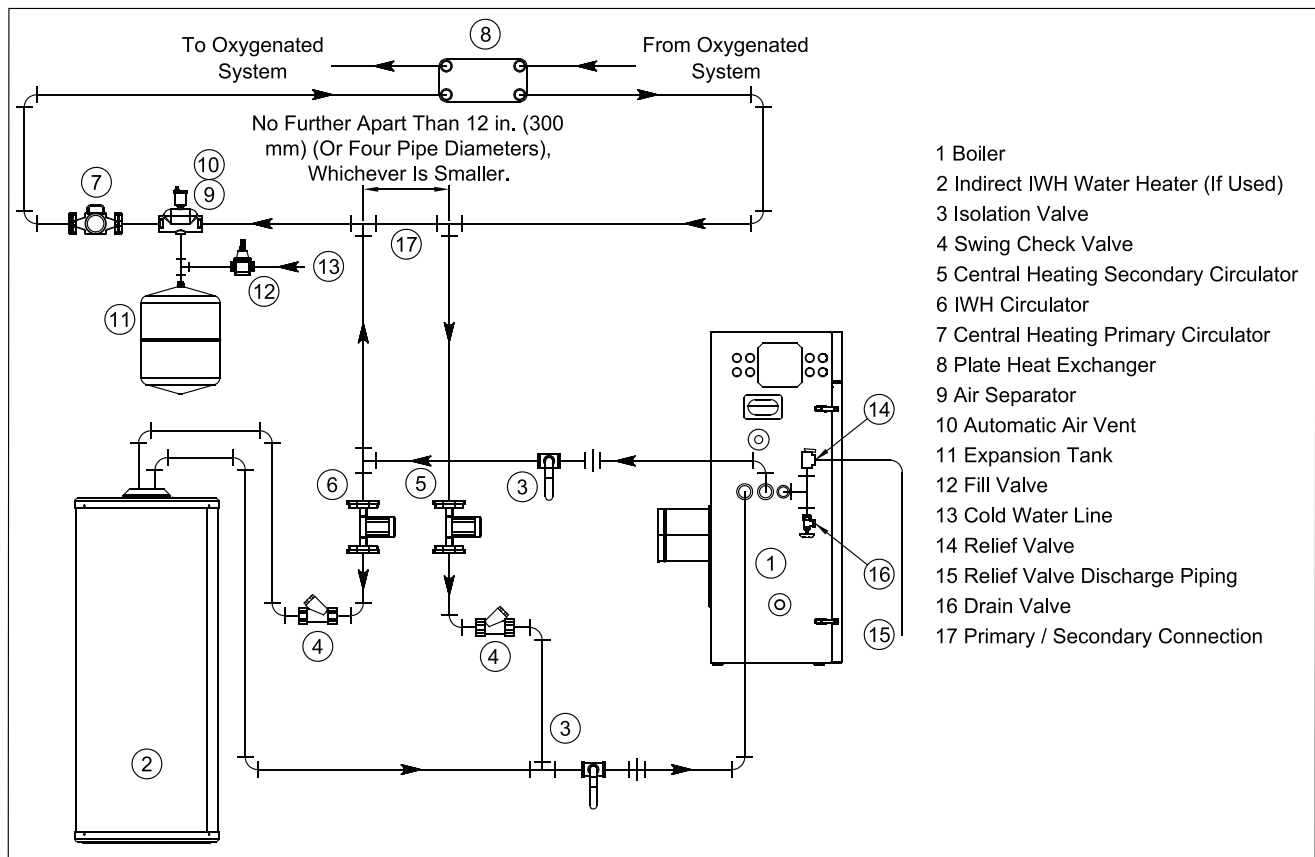 To Oxygenated
System
8
From Oxygenated
System
No Further Apart Than 12 in. (300
mm) (Or Four Pipe Diameters),
Whichever Is Smaller.
10
7
9
17
13
12
11
14
6
5
3
1
16
4
4
15
3
2
1 Boiler
2 Indirect IWH Water Heater (If Used)
3 Isolation Valve
4 Swing Check Valve
5 Central Heating Secondary Circulator
6 IWH Circulator
7 Central Heating Primary Circulator
8 Plate Heat Exchanger
9 Air Separator
10 Automatic Air Vent
11 Expansion Tank
12 Fill Valve
13 Cold Water Line
14 Relief Valve
15 Relief Valve Discharge Piping
16 Drain Valve
17 Primary / Secondary Connection